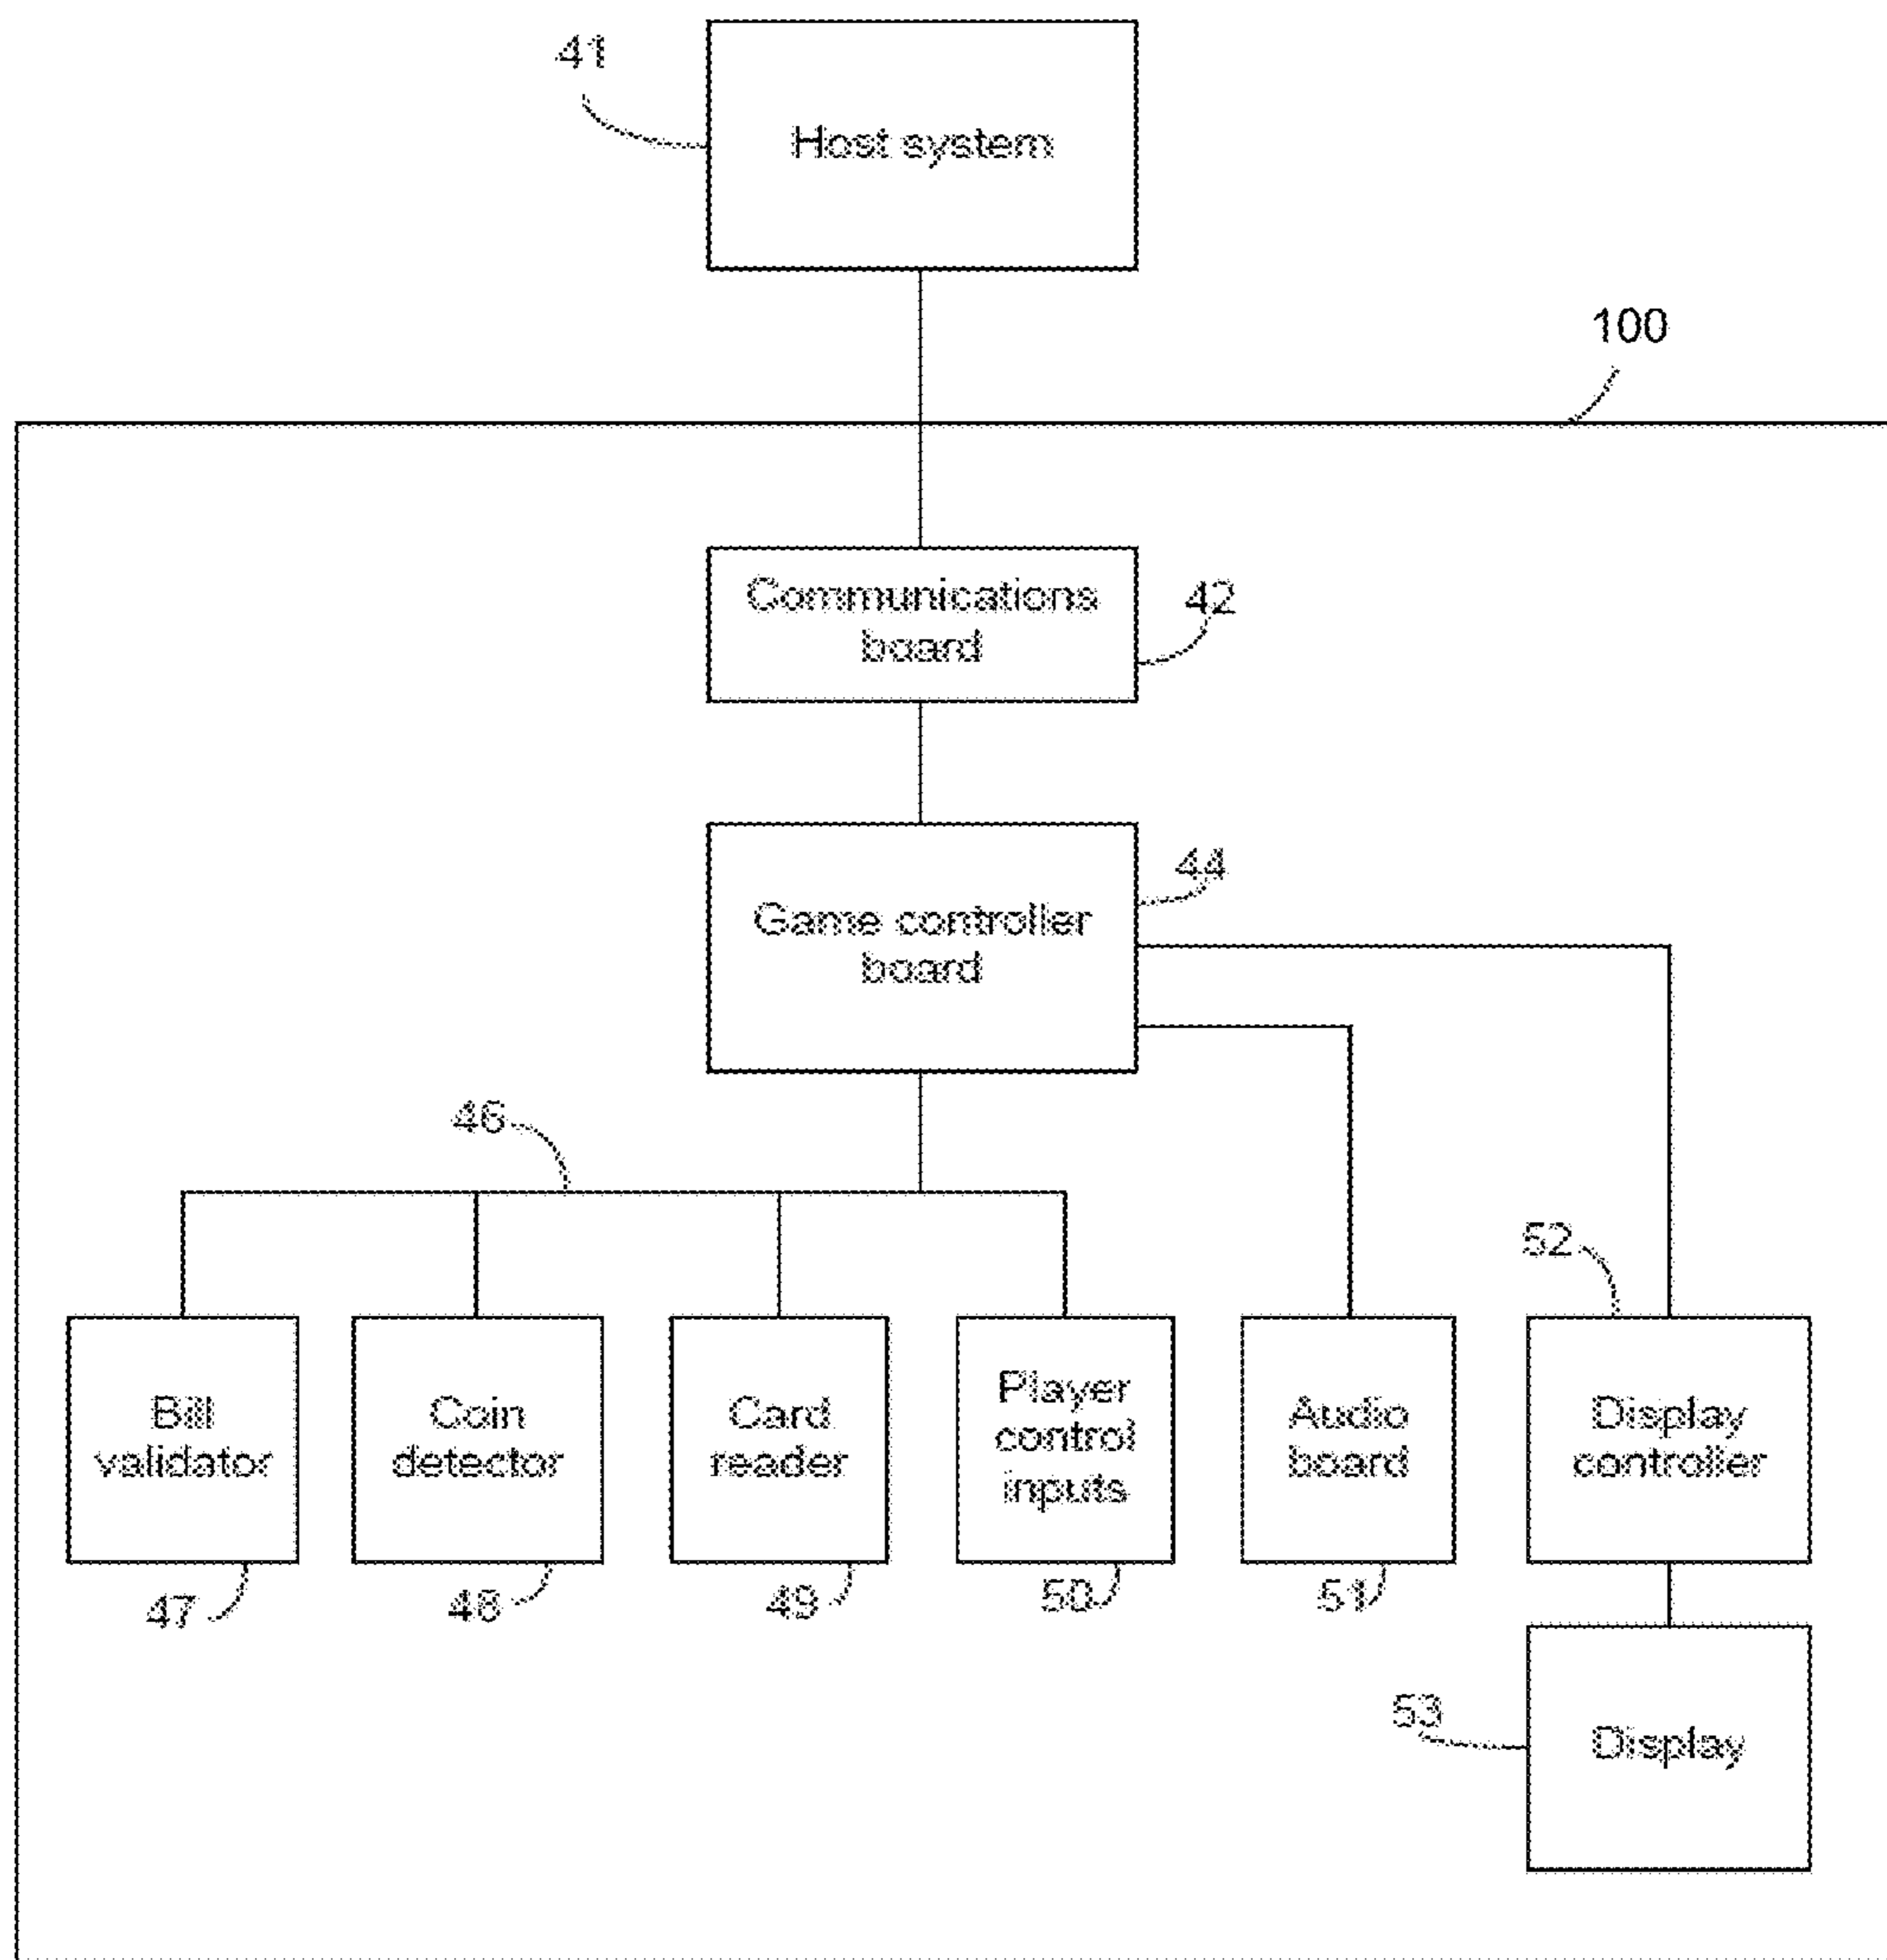 41
Host system
100
Communications
board
42
44
Game controller
board
46
52
Bill
validator
Coin
detector
Card
reader
Player
control
inputs
Audio
board
Display
controller
47
48
49
50
51
53
Display